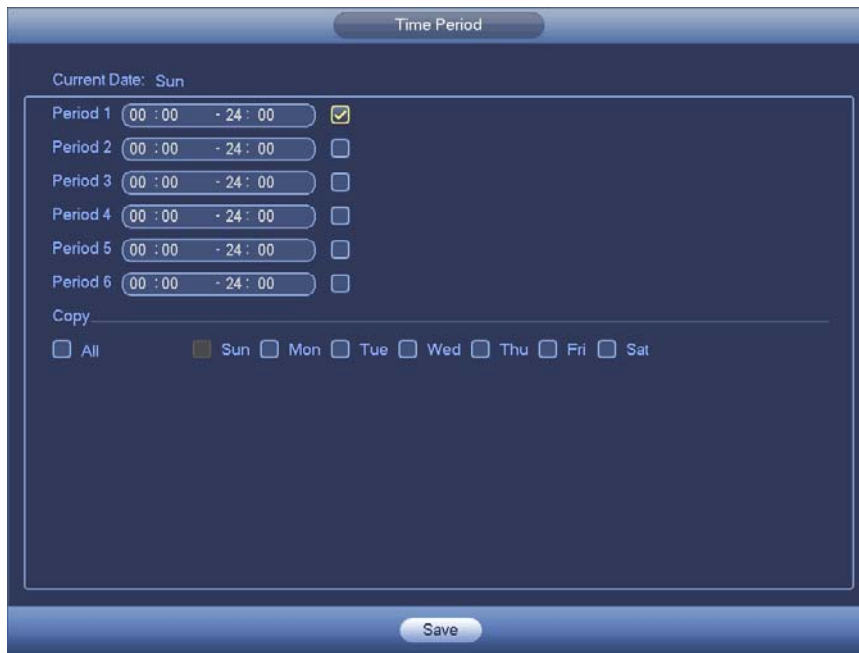 Time Period
Current Date: Sun
Period 1 00 : 00 - 24 : 00
Period 2 00 : 00 - 24 : 00
Period 3 00 : 00 - 24 : 00
Period 4 00 : 00 - 24 : 00
Period 5 00 : 00 - 24 : 00
Period 6 00 : 00 - 24 : 00
Copy
All Sun Mon Tue Wed Thu Fri Sat
Save